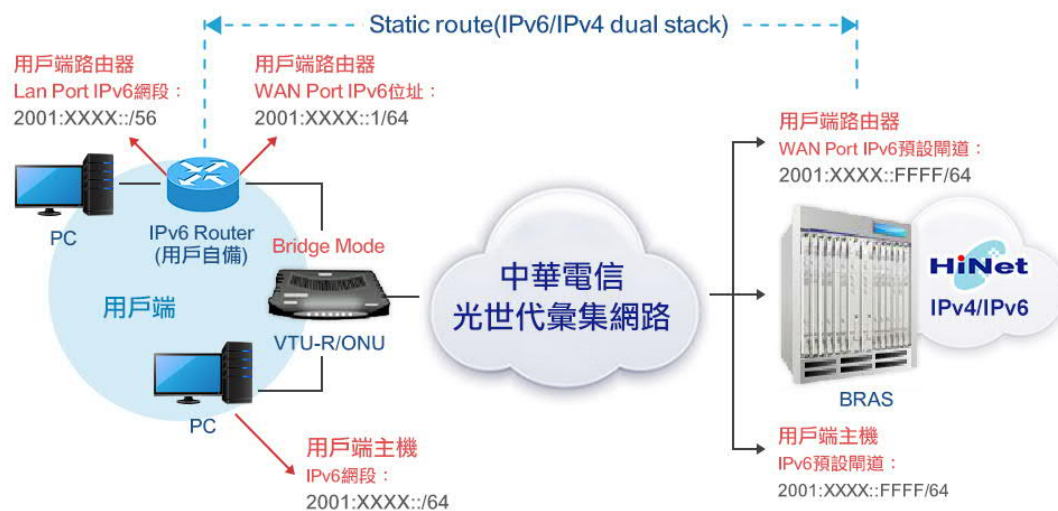 Static route(IPv6/IPv4 dual stack)
用戶端路由器
Lan Port IPv6網段：
2001:XXXX::/56
用戶端路由器
WAN Port IPv6位址：
2001:XXXX::1/64
PC
IPv6 Router
(用戶自備)
Bridge Mode
用戶端
VTU-R/ONU
PC
用戶端主機
IPv6網段：
2001:XXXX::/64
中華電信
光世代彙集網路
用戶端路由器
WAN Port IPv6預設閘道：
2001:XXXX::FFFF/64
HiNet
IPv4/IPv6
BRAS
用戶端主機
IPv6預設閘道：
2001:XXXX::FFFF/64